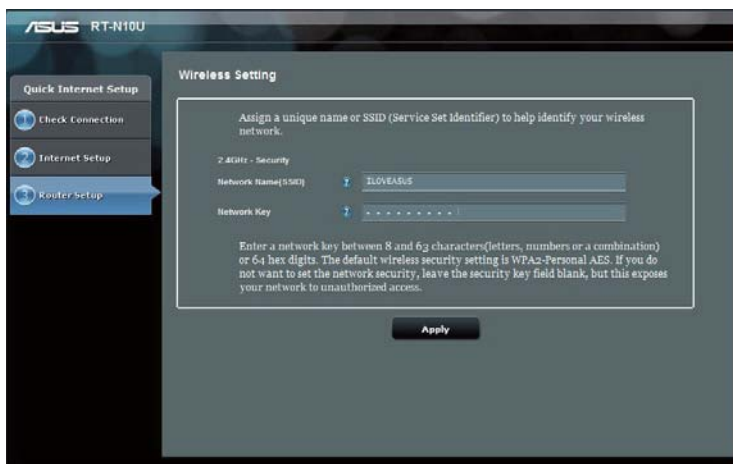 ASUS RT-N10U
Quick Internet Setup
1 Check Connection
2 Internet Setup
3 Router Setup
Wireless Setting
Assign a unique name or SSID (Service Set Identifier) to help identify your wireless
network.
2.4GHz - Security
Network Name(SSID) ? ILOVEASUS
Network Key ? • • • • • • • • •
Enter a network key between 8 and 63 characters(letters, numbers or a combination)
or 64 hex digits. The default wireless security setting is WPA2-Personal AES. If you do
not want to set the network security, leave the security key field blank, but this exposes
your network to unauthorized access.
Apply